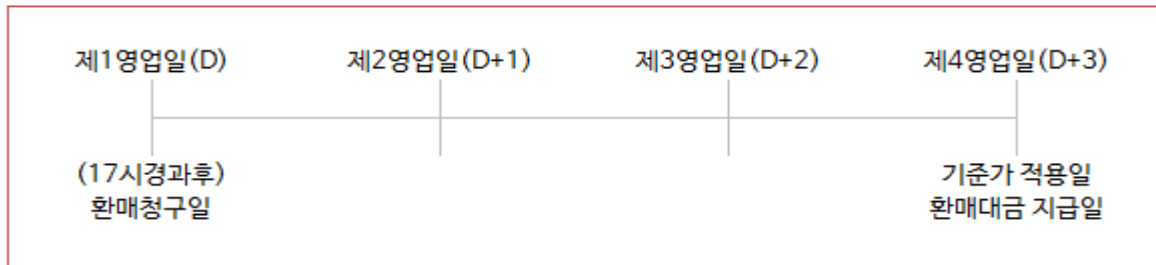 제1영업일(D) 제2영업일(D+1) 제3영업일(D+2) 제4영업일(D+3)
(17시경과후) 기준가 적용일
환매청구일 환매대금 지급일